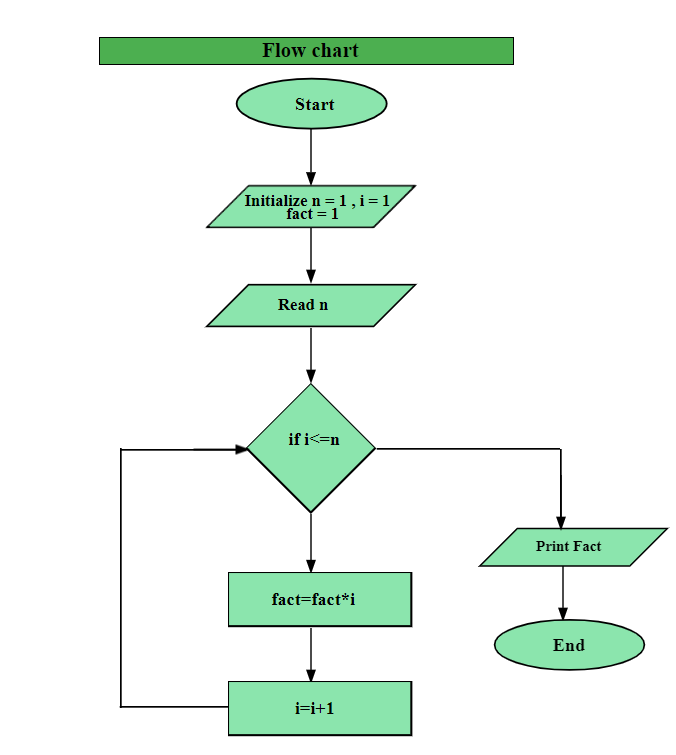 Flow chart
Start
Initialize n = 1 , i = 1
fact = 1
Read n
if i<=n
Print Fact
fact=fact*i
End
i=i+1